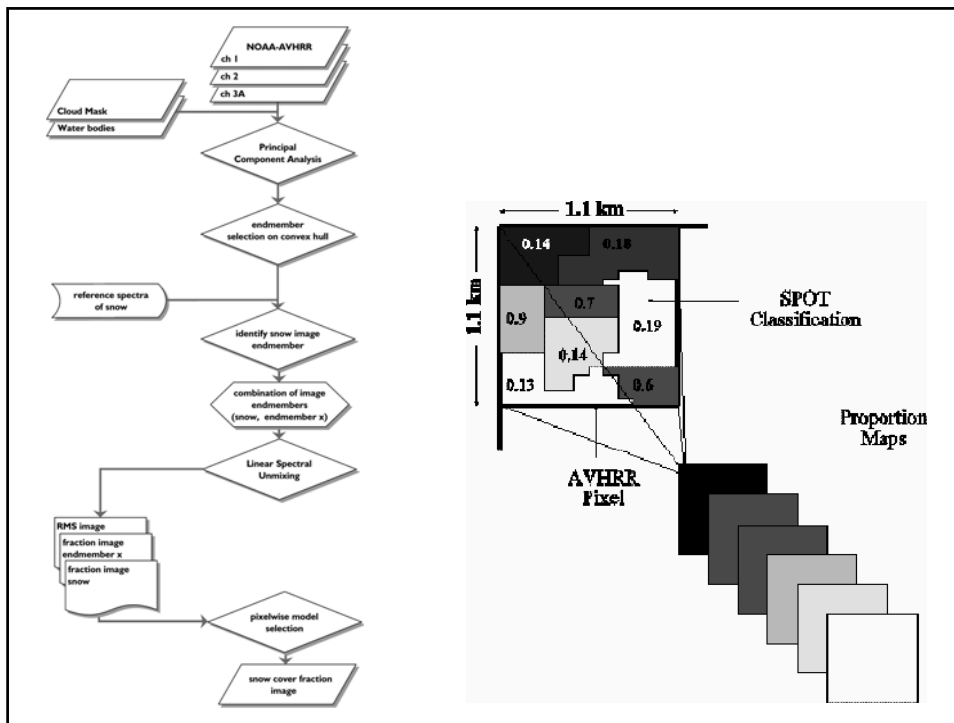 NOAA-AVHRR
ch 1
ch 2
ch 3A
Cloud Mask
Water bodies
Principal
Component Analysis
endmember
selection on convex hull
reference spectra
of snow
identify snow image
endmember
combination of image
endmembers
(snow, endmember x)
Linear Spectral
Unmixing
RMS image
fraction image
endmember x
fraction image
snow
pixelwise model
selection
snow cover fraction
image
1.1 km
1.1 km
0.14
0.18
0.7
0.9
0.19
0.14
0.13
0.6
SPOT
Classification
AVHRR
Pixel
Proportion
Maps